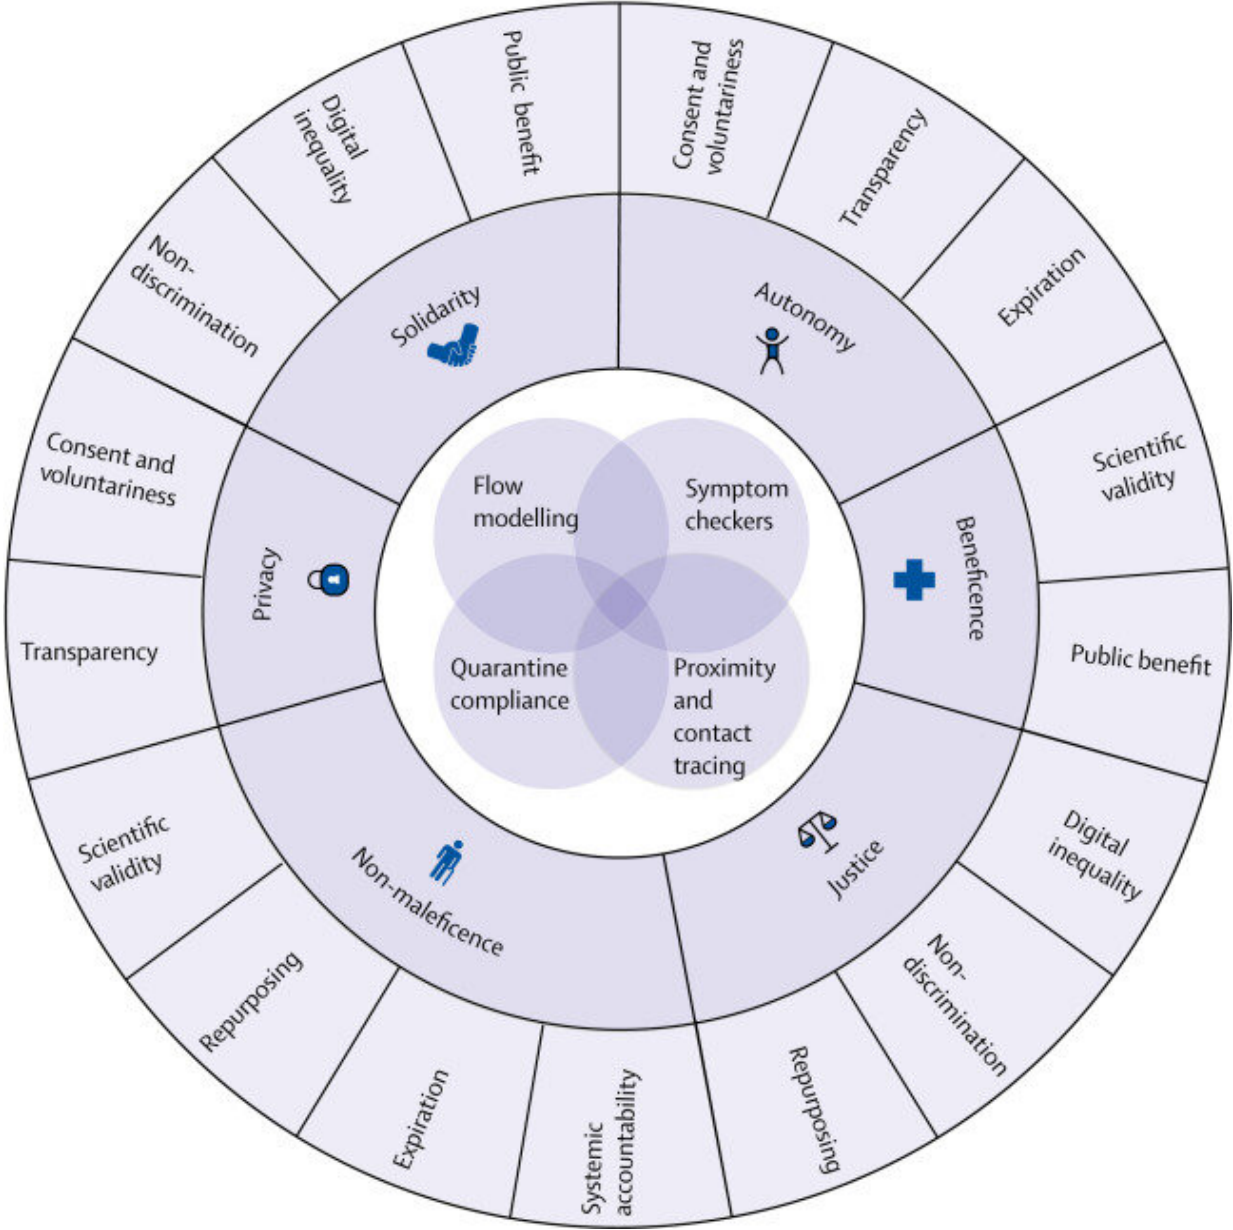 Consent and
voluntariness
Transparency
Expiration
Scientific
validity
Public benefit
Digital
inequality
Non-
discrimination
Repurposing
Systemic
accountability
Expiration
Repurposing
Scientific
validity
Transparency
Consent and
voluntariness
Non-
discrimination
Digital
inequality
Public benefit
Autonomy
Beneficence
Justice
Non-maleficence
Privacy
Solidarity
Flow
modelling
Symptom
checkers
Quarantine
compliance
Proximity
and
contact
tracing